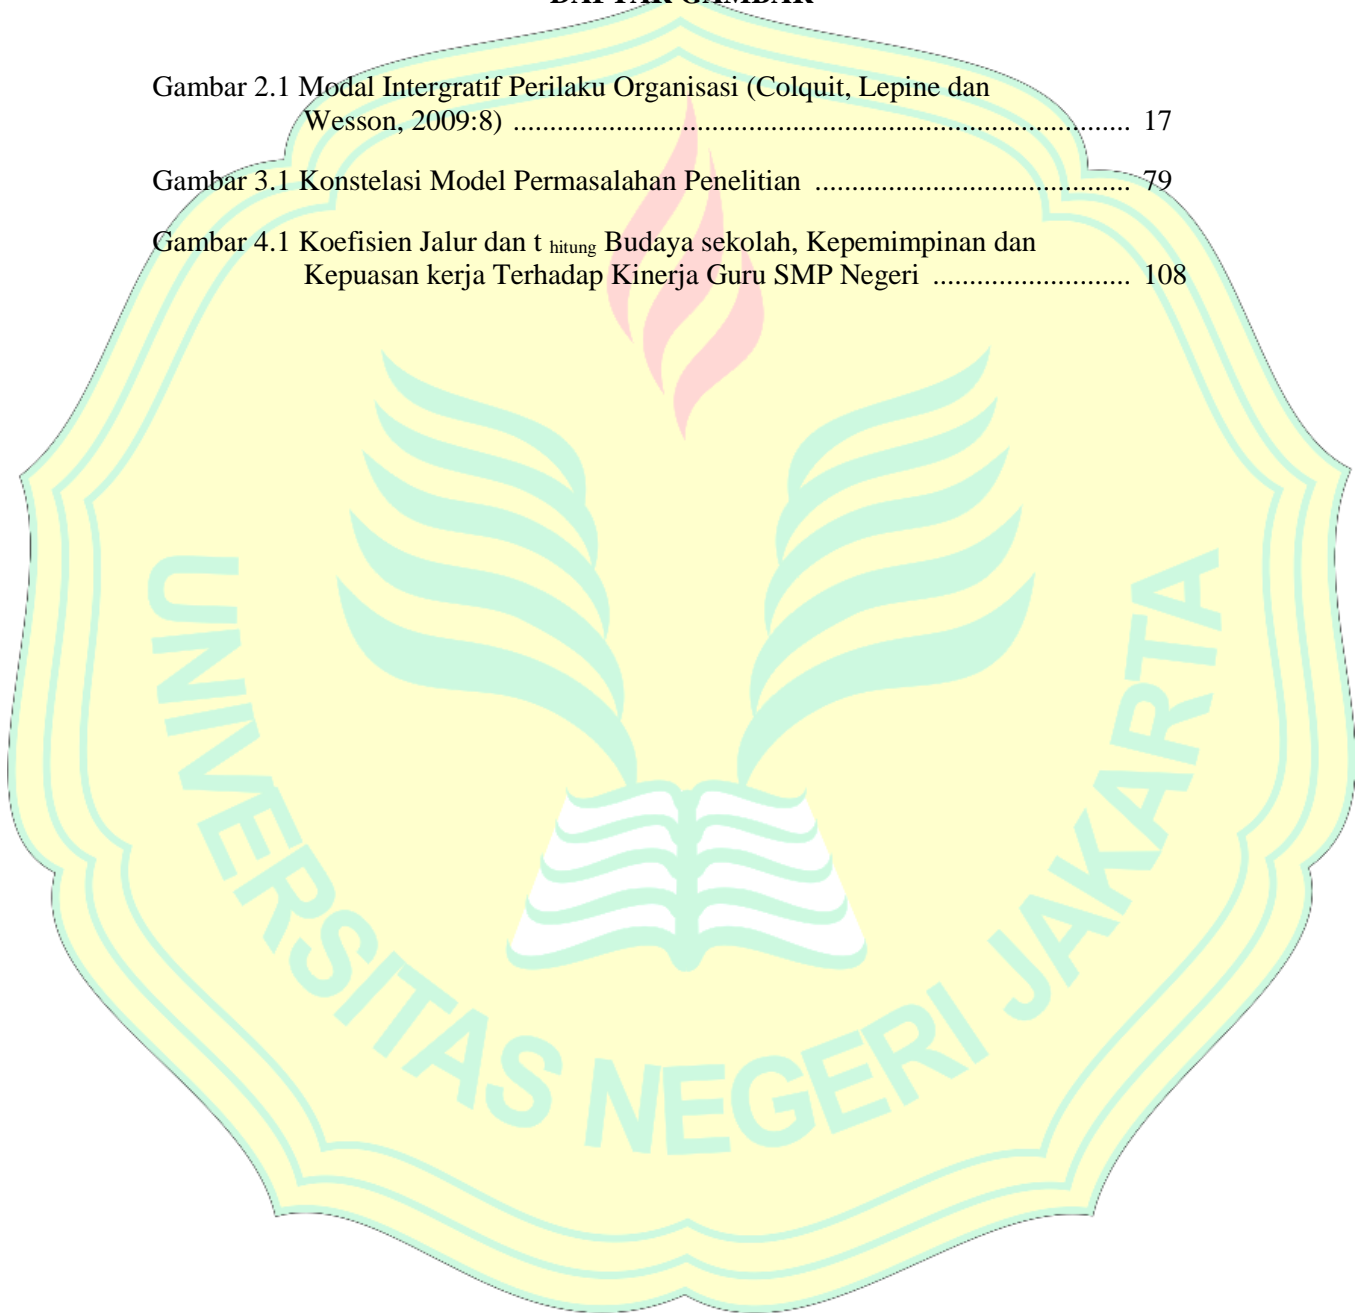 DAFTAR GAMBAR
Gambar 2.1 Modal Intergratif Perilaku Organisasi (Colquit, Lepine dan
Wesson, 2009:8) .................................................................................... 17
Gambar 3.1 Konstelasi Model Permasalahan Penelitian ........................................... 79
Gambar 4.1 Koefisien Jalur dan t hitung Budaya sekolah, Kepemimpinan dan
Kepuasan kerja Terhadap Kinerja Guru SMP Negeri ........................... 108
UNIVERSITAS NEGERI JAKARTA